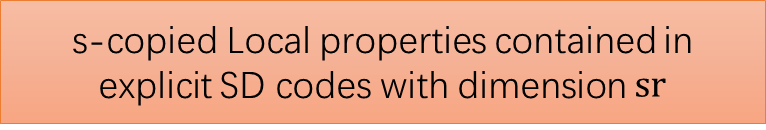 s-copied Local properties contained in
explicit SD codes with dimension sr